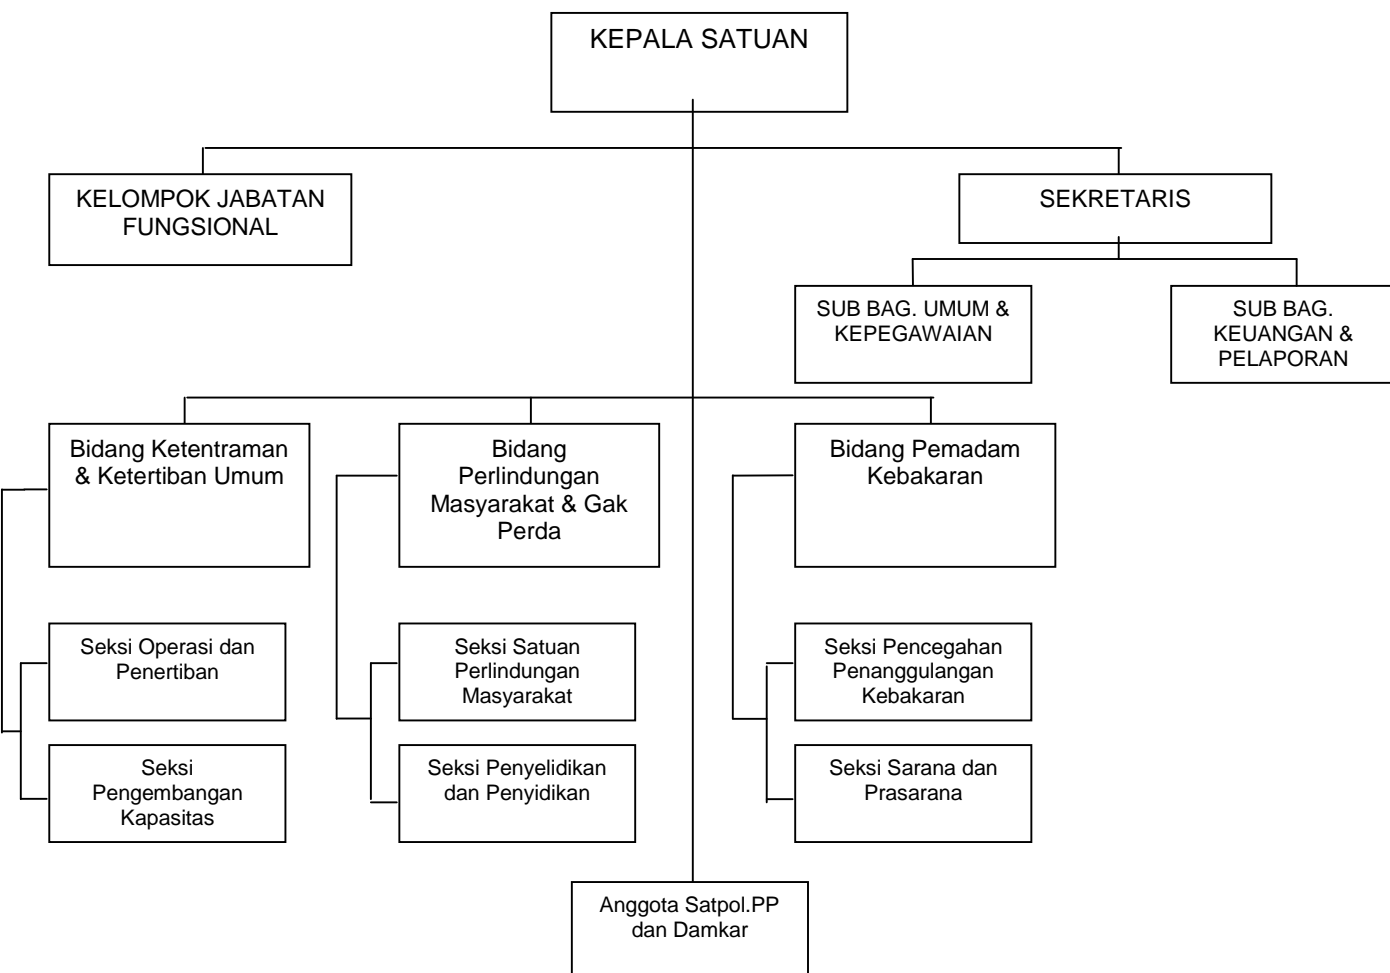 KEPALA SATUAN
KELOMPOK JABATAN
FUNGSIONAL
SEKRETARIS
SUB BAG. UMUM &
KEPEGAWAIAN
SUB BAG.
KEUANGAN &
PELAPORAN
Bidang Ketentraman
& Ketertiban Umum
Bidang
Perlindungan
Masyarakat & Gak
Perda
Bidang Pemadam
Kebakaran
Seksi Operasi dan
Penertiban
Seksi Satuan
Perlindungan
Masyarakat
Seksi Pencegahan
Penanggulangan
Kebakaran
Seksi
Pengembangan
Kapasitas
Seksi Penyelidikan
dan Penyidikan
Seksi Sarana dan
Prasarana
Anggota Satpol.PP
dan Damkar